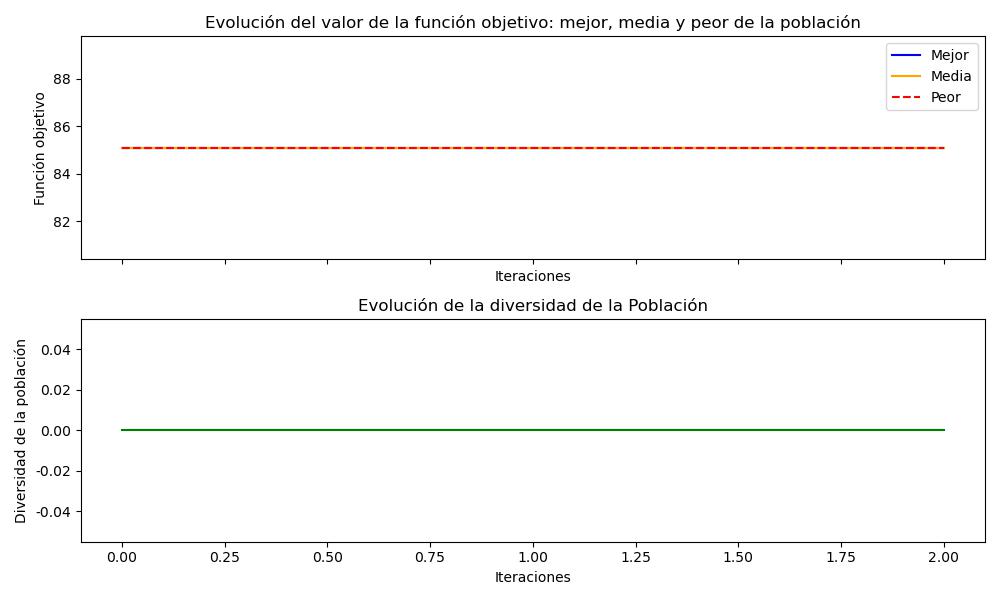 Evolución del valor de la función objetivo: mejor, media y peor de la población
Mejor
Media
Peor
88
86
84
82
Función objetivo
Iteraciones
Evolución de la diversidad de la Población
0.04
0.02
0.00
-0.02
-0.04
Diversidad de la población
0.00 0.25 0.50 0.75 1.00 1.25 1.50 1.75 2.00
Iteraciones